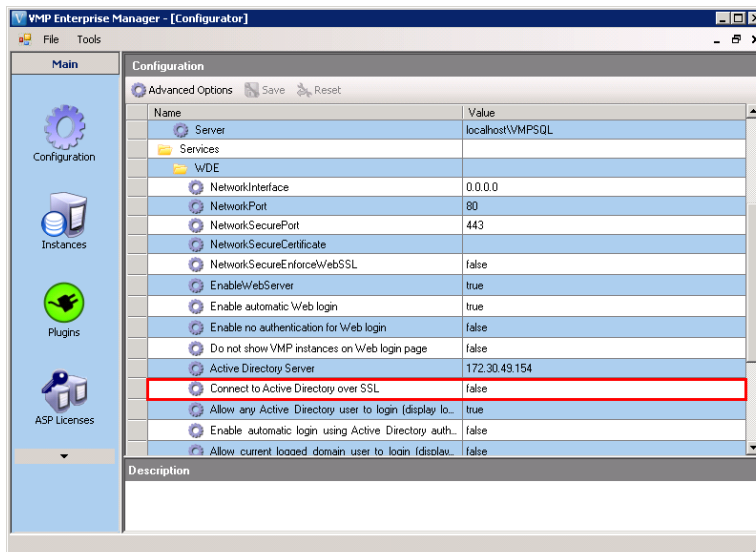 VMP Enterprise Manager - [Configurator]
File Tools
Main
Configuration
Instances
Plugins
ASP Licenses
Configuration
Advanced Options Save Reset
Name Value
Server localhost\VMPSQL
Services
WDE
NetworkInterface 0.0.0.0
NetworkPort 80
NetworkSecurePort 443
NetworkSecureCertificate
NetworkSecureEnforceWebSSL false
EnableWebServer true
Enable automatic Web login true
Enable no authentication for Web login false
Do not show VMP instances on Web login page false
Active Directory Server 172.30.49.154
Connect to Active Directory over SSL false
Allow any Active Directory user to login (display lo... true
Enable automatic login using Active Directory auth... false
Allow current logged domain user to login (display... false
Description